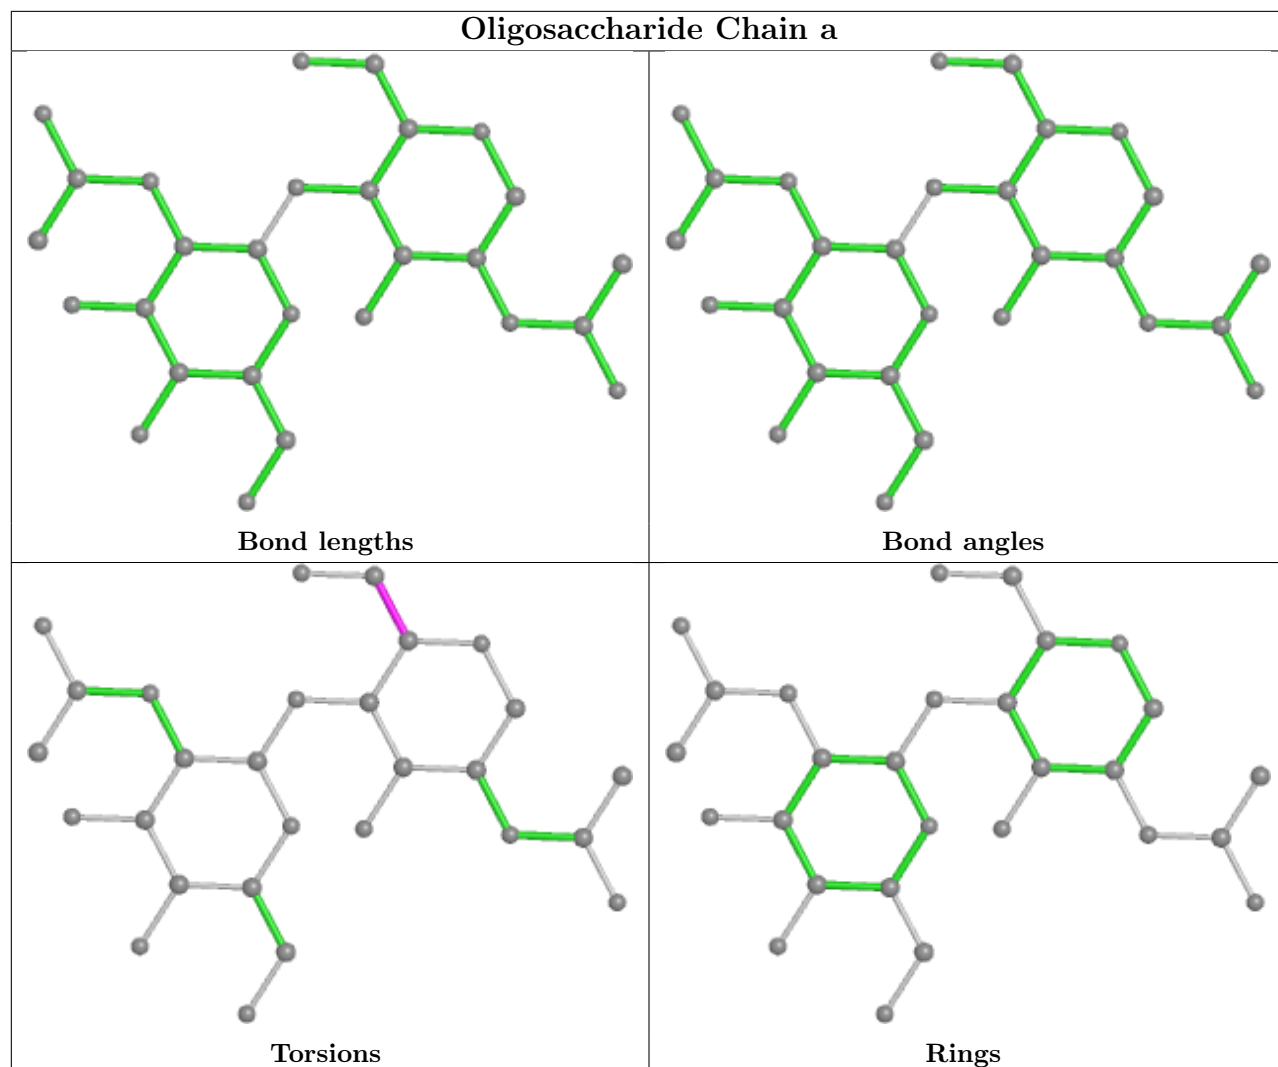 Oligosaccharide Chain a
Bond lengths
Bond angles
Torsions
Rings